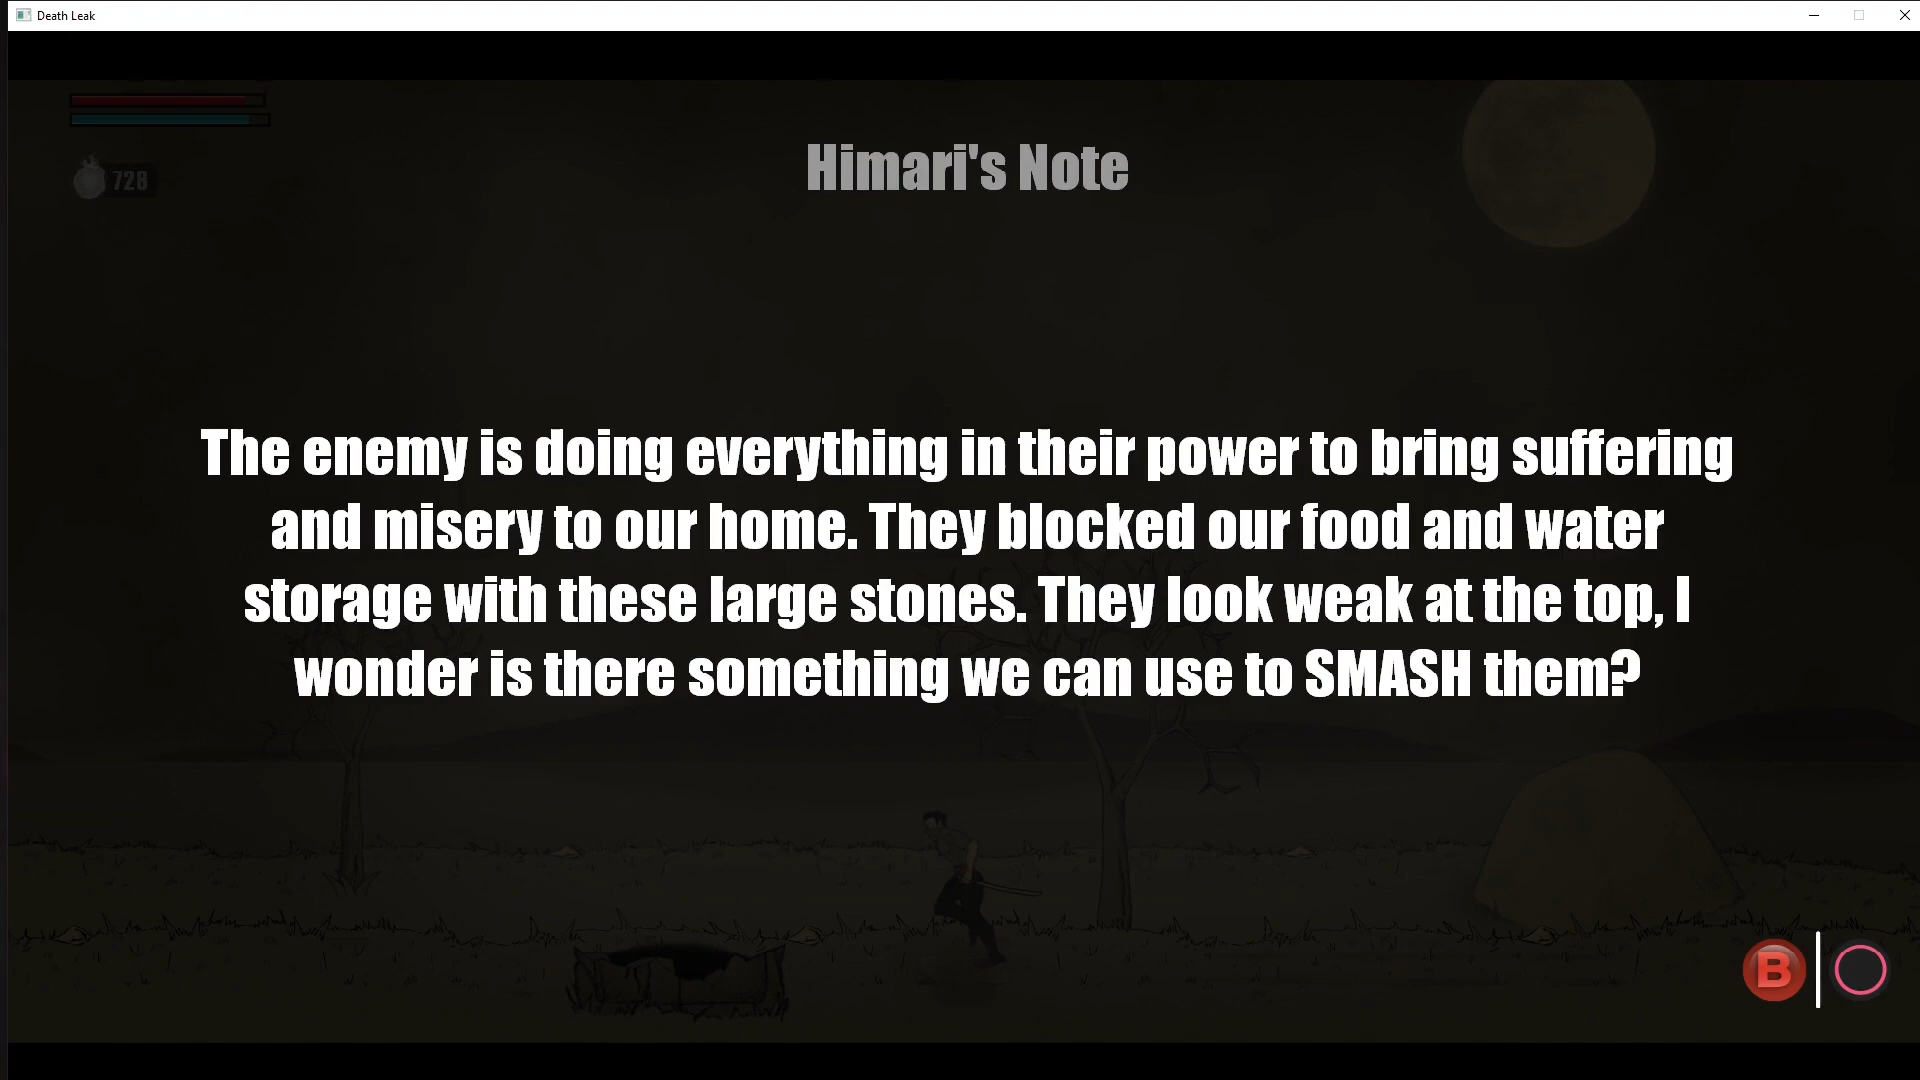 Death Leak
728
Himari's Note
The enemy is doing everything in their power to bring suffering
and misery to our home. They blocked our food and water
storage with these large stones. They look weak at the top, I
wonder is there something we can use to SMASH them?
B